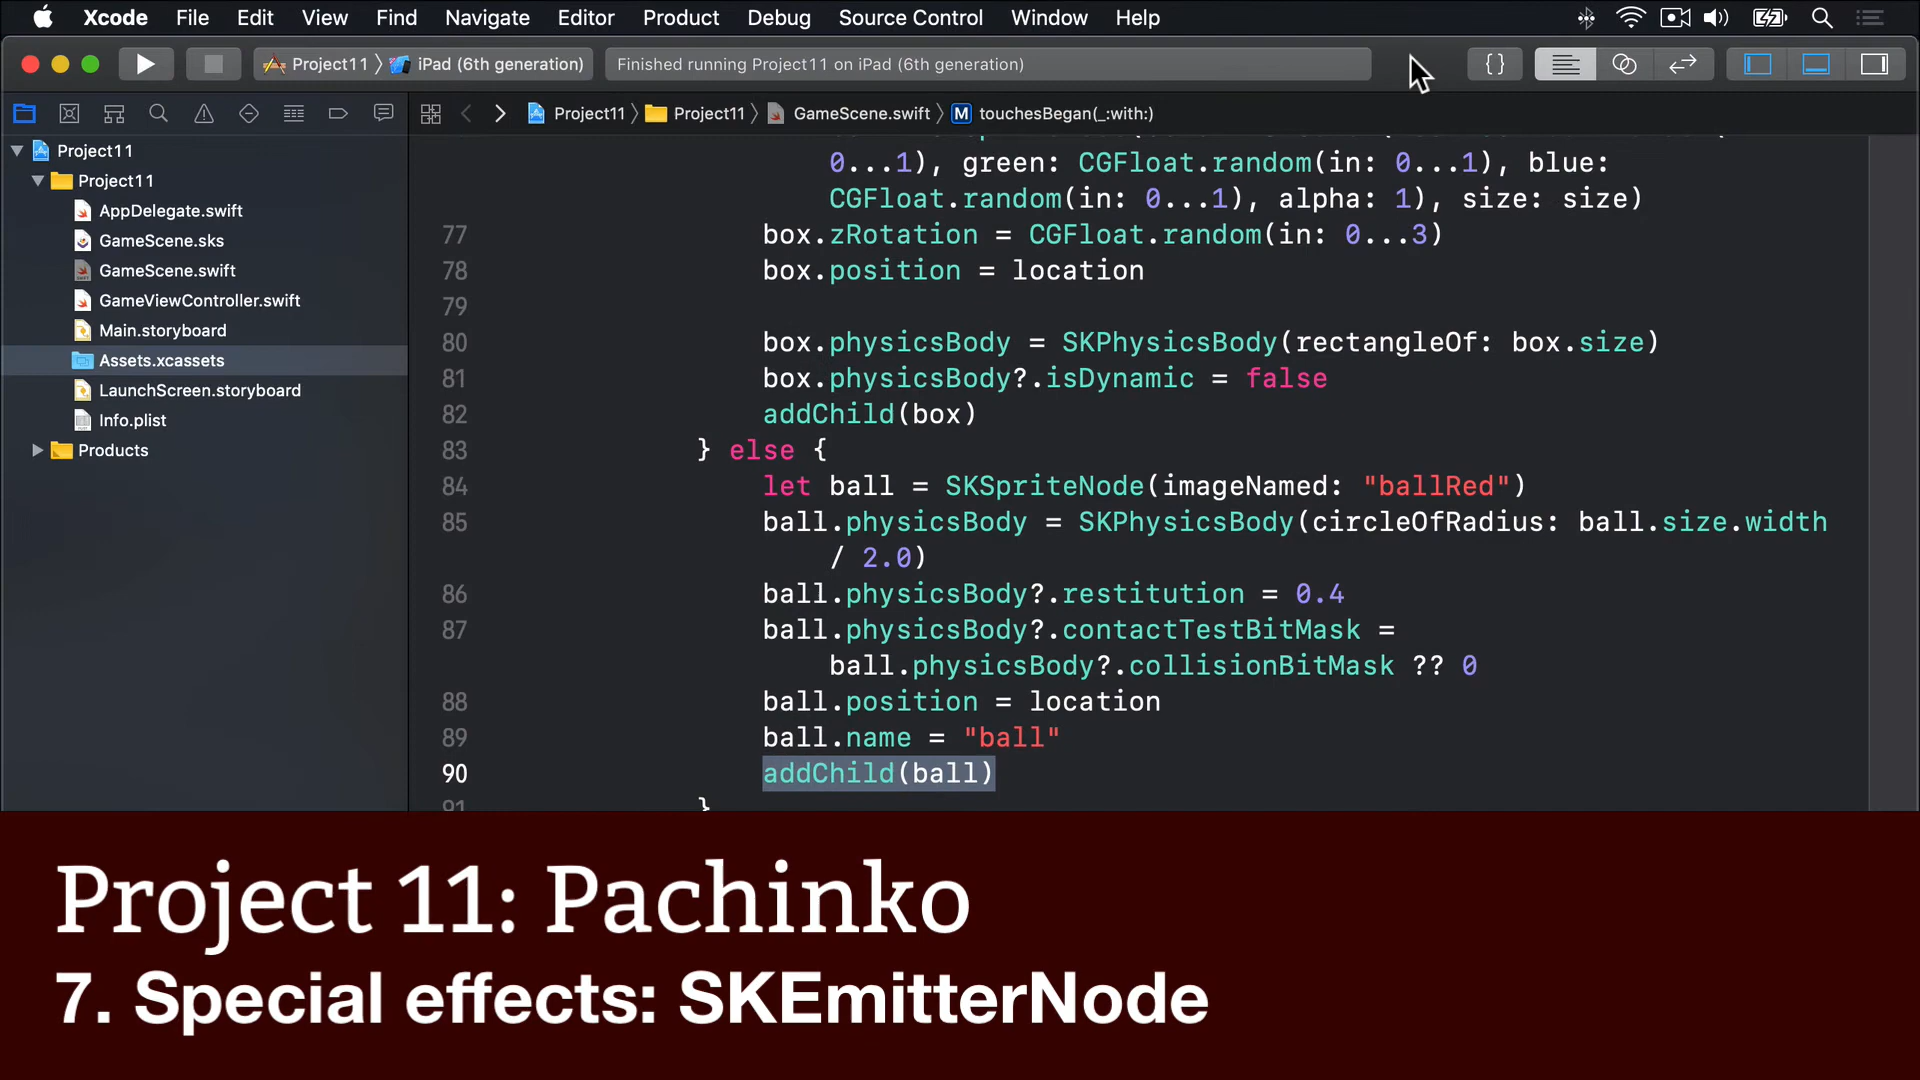 Xcode File Edit View Find Navigate Editor Product Debug Source Control Window Help
Project11 iPad (6th generation) Finished running Project11 on iPad (6th generation) {}
Project11 Project11 GameScene.swift M touchesBegan(_:with:)
Project11
Project11
AppDelegate.swift
GameScene.sks
GameScene.swift
GameViewController.swift
Main.storyboard
Assets.xcassets
LaunchScreen.storyboard
Info.plist
Products
0...1), green: CGFloat.random(in: 0...1), blue:
CGFloat.random(in: 0...1), alpha: 1), size: size)
77 box.zRotation = CGFloat.random(in: 0...3)
78 box.position = location
79
80 box.physicsBody = SKPhysicsBody(rectangleOf: box.size)
81 box.physicsBody?.isDynamic = false
82 addChild(box)
83 } else {
84 let ball = SKSpriteNode(imageNamed: "ballRed")
85 ball.physicsBody = SKPhysicsBody(circleOfRadius: ball.size.width
/ 2.0)
86 ball.physicsBody?.restitution = 0.4
87 ball.physicsBody?.contactTestBitMask =
ball.physicsBody?.collisionBitMask ?? 0
88 ball.position = location
89 ball.name = "ball"
90 addChild(ball)
91 }
Project 11: Pachinko
7. Special effects: SKEmitterNode